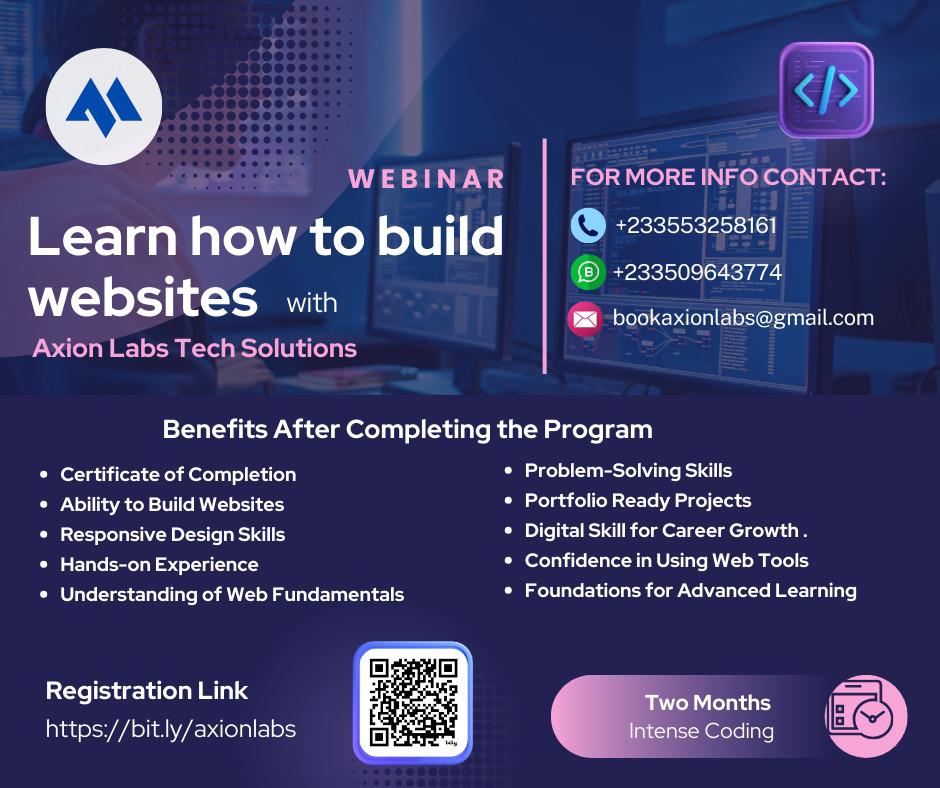 WEBINAR
Learn how to build
websites with
Axion Labs Tech Solutions
</>
FOR MORE INFO CONTACT:
+233553258161
+233509643774
bookaxionlabs@gmail.com
Benefits After Completing the Program
• Certificate of Completion
• Ability to Build Websites
• Responsive Design Skills
• Hands-on Experience
• Understanding of Web Fundamentals
• Problem-Solving Skills
• Portfolio Ready Projects
• Digital Skill for Career Growth .
• Confidence in Using Web Tools
• Foundations for Advanced Learning
Registration Link
https://bit.ly/axionlabs
bitly
Two Months
Intense Coding